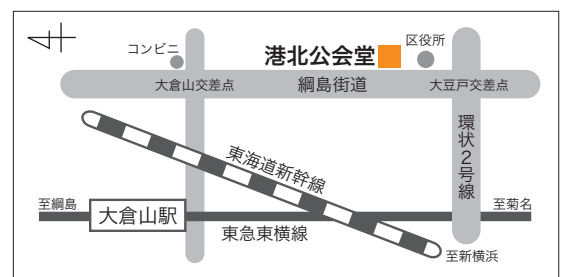 コンビニ
港北公会堂
区役所
大倉山交差点
綱島街道
大豆戸交差点
環状2号線
東海道新幹線
至綱島
大倉山駅
東急東横線
至菊名
至新横浜